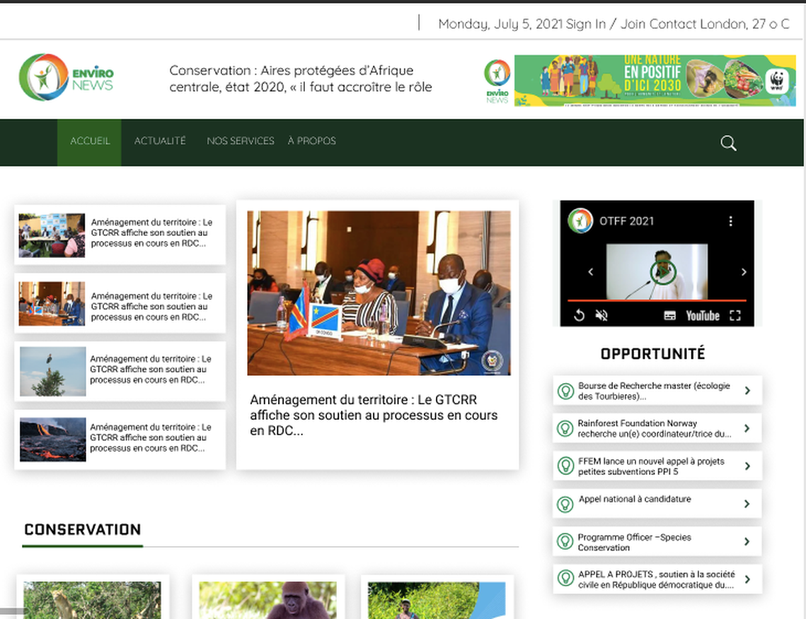 Monday, July 5, 2021 Sign In / Join Contact London, 27 o C
ENVIRO
NEWS
Conservation : Aires protégées d'Afrique
centrale, état 2020, « il faut accroître le rôle
ENVIRO
NEWS
UNE NATURE
EN POSITIF
D'ICI 2030
WWF
ACCUEIL
ACTUALITÉ
NOS SERVICES
À PROPOS
Aménagement du territoire : Le
GTCRR affiche son soutien au
processus en cours en RDC...
Aménagement du territoire : Le
GTCRR affiche son soutien au
processus en cours en RDC...
Aménagement du territoire : Le
GTCRR affiche son soutien au
processus en cours en RDC...
Aménagement du territoire : Le
GTCRR affiche son soutien au
processus en cours en RDC...
Aménagement du territoire : Le GTCRR
affiche son soutien au processus en cours
en RDC...
OTFF 2021
YouTube
OPPORTUNITÉ
Bourse de Recherche master (écologie
des Tourbieres)...
Rainforest Foundation Norway
recherche un(e) coordinateur/trice du...
FFEM lance un nouvel appel à projets
petites subventions PPI 5
Appel national à candidature
Programme Officer –Species
Conservation
APPEL A PROJETS , soutien à la société
civile en République démocratique du....
CONSERVATION